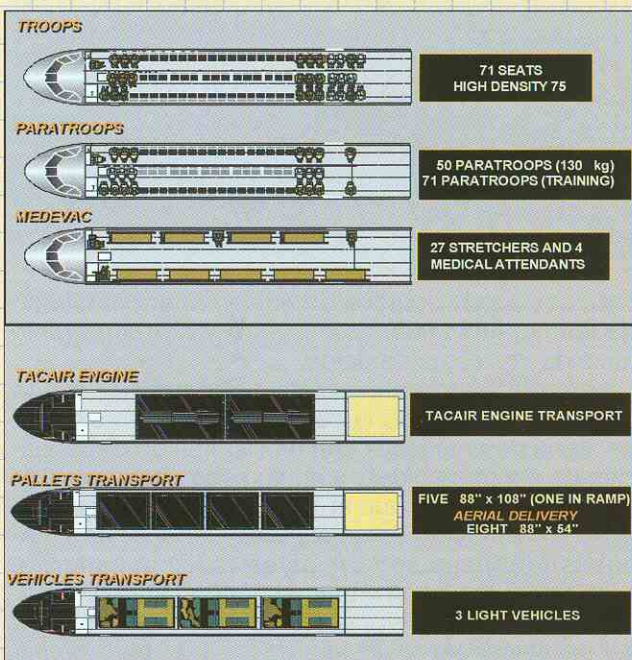 TROOPS
71 SEATS
HIGH DENSITY 75
PARATROOPS
50 PARATROOPS (130 kg)
71 PARATROOPS (TRAINING)
MEDEVAC
27 STRETCHERS AND 4
MEDICAL ATTENDANTS
TACAIR ENGINE
TACAIR ENGINE TRANSPORT
PALLETS TRANSPORT
FIVE 88" x 108" (ONE IN RAMP)
AERIAL DELIVERY
EIGHT 88" x 54"
VEHICLES TRANSPORT
3 LIGHT VEHICLES